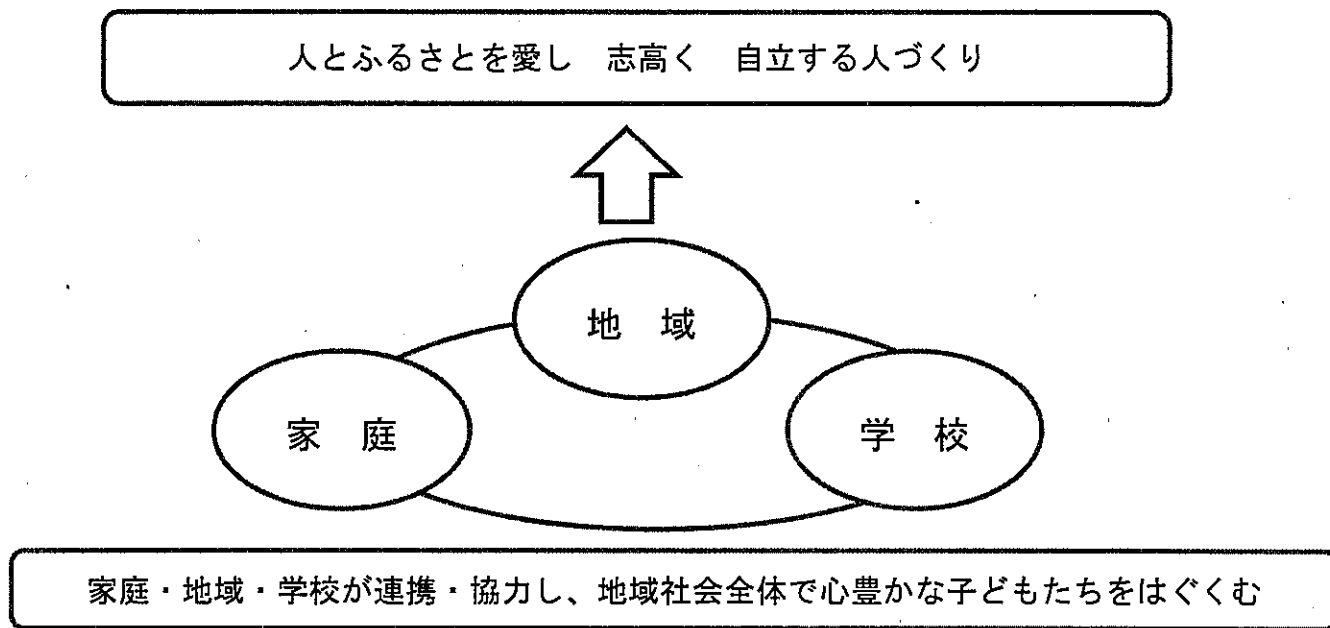 人とふるさとを愛し　志高く　自立する人づくり
地　域
家　庭
学　校
家庭・地域・学校が連携・協力し、地域社会全体で心豊かな子どもたちをはぐくむ